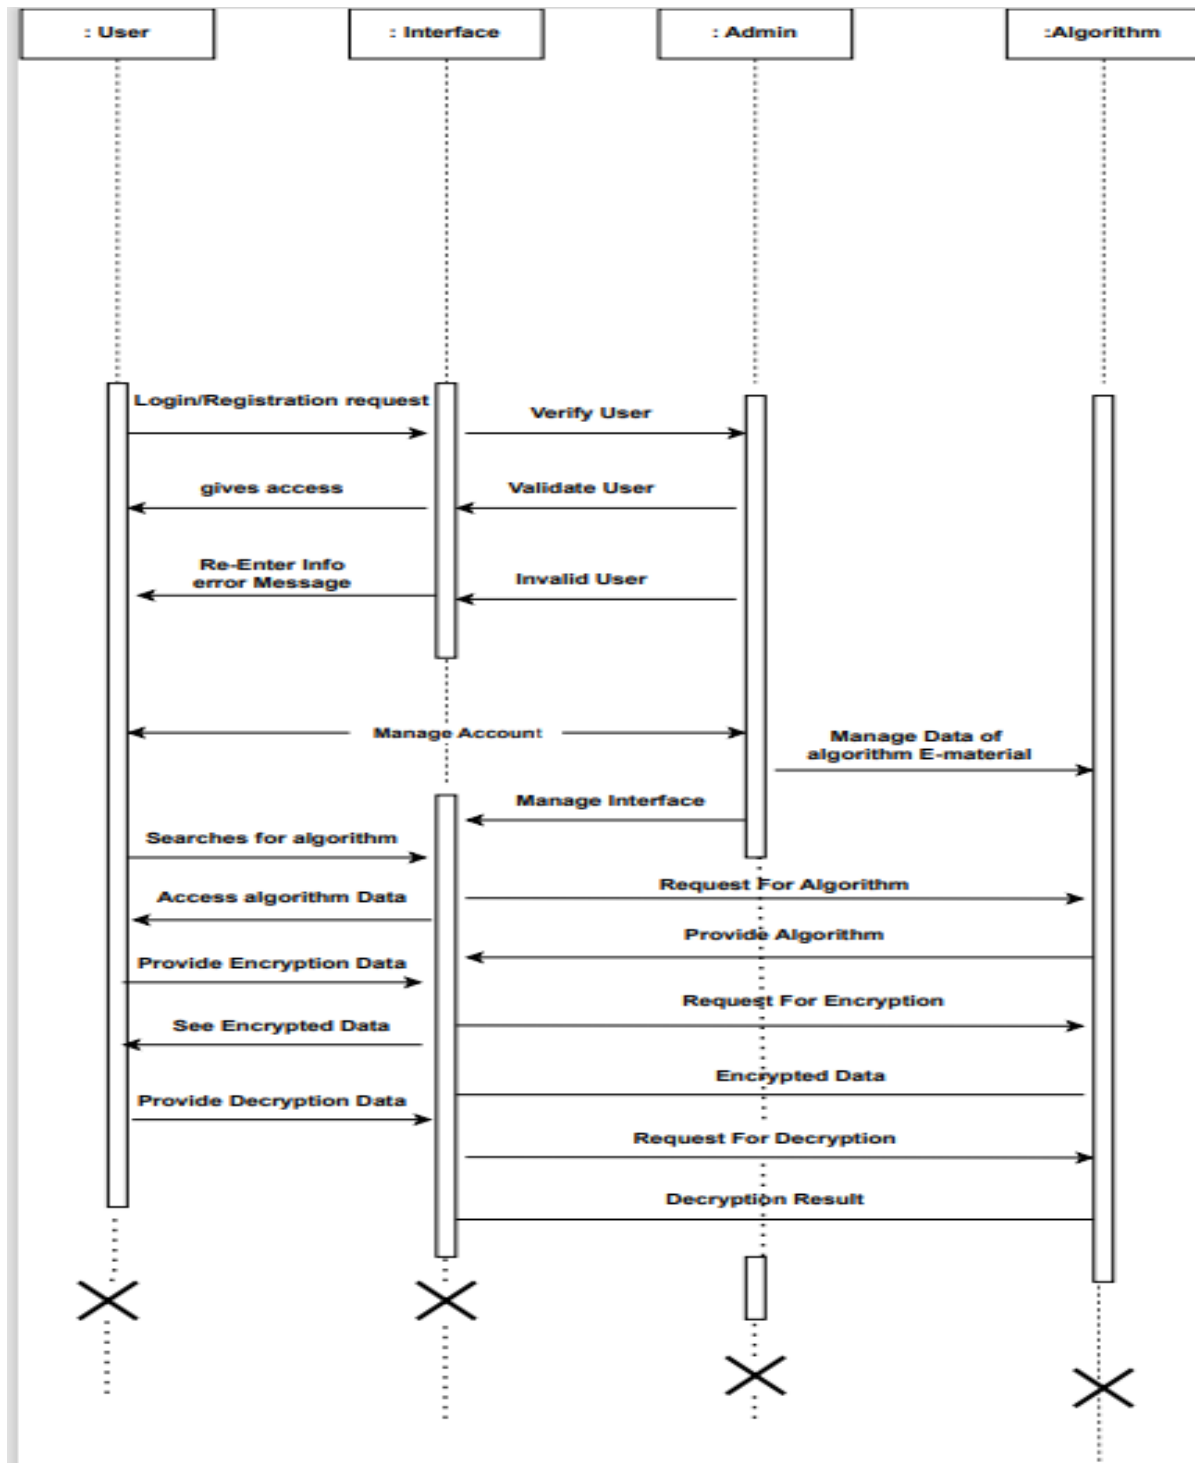 : User
: Interface
: Admin
:Algorithm
Login/Registration request
Verify User
gives access
Validate User
Re-Enter Info
error Message
Invalid User
Manage Account
Manage Data of
algorithm E-material
Manage Interface
Searches for algorithm
Request For Algorithm
Access algorithm Data
Provide Algorithm
Provide Encryption Data
Request For Encryption
See Encrypted Data
Encrypted Data
Provide Decryption Data
Request For Decryption
Decryption Result